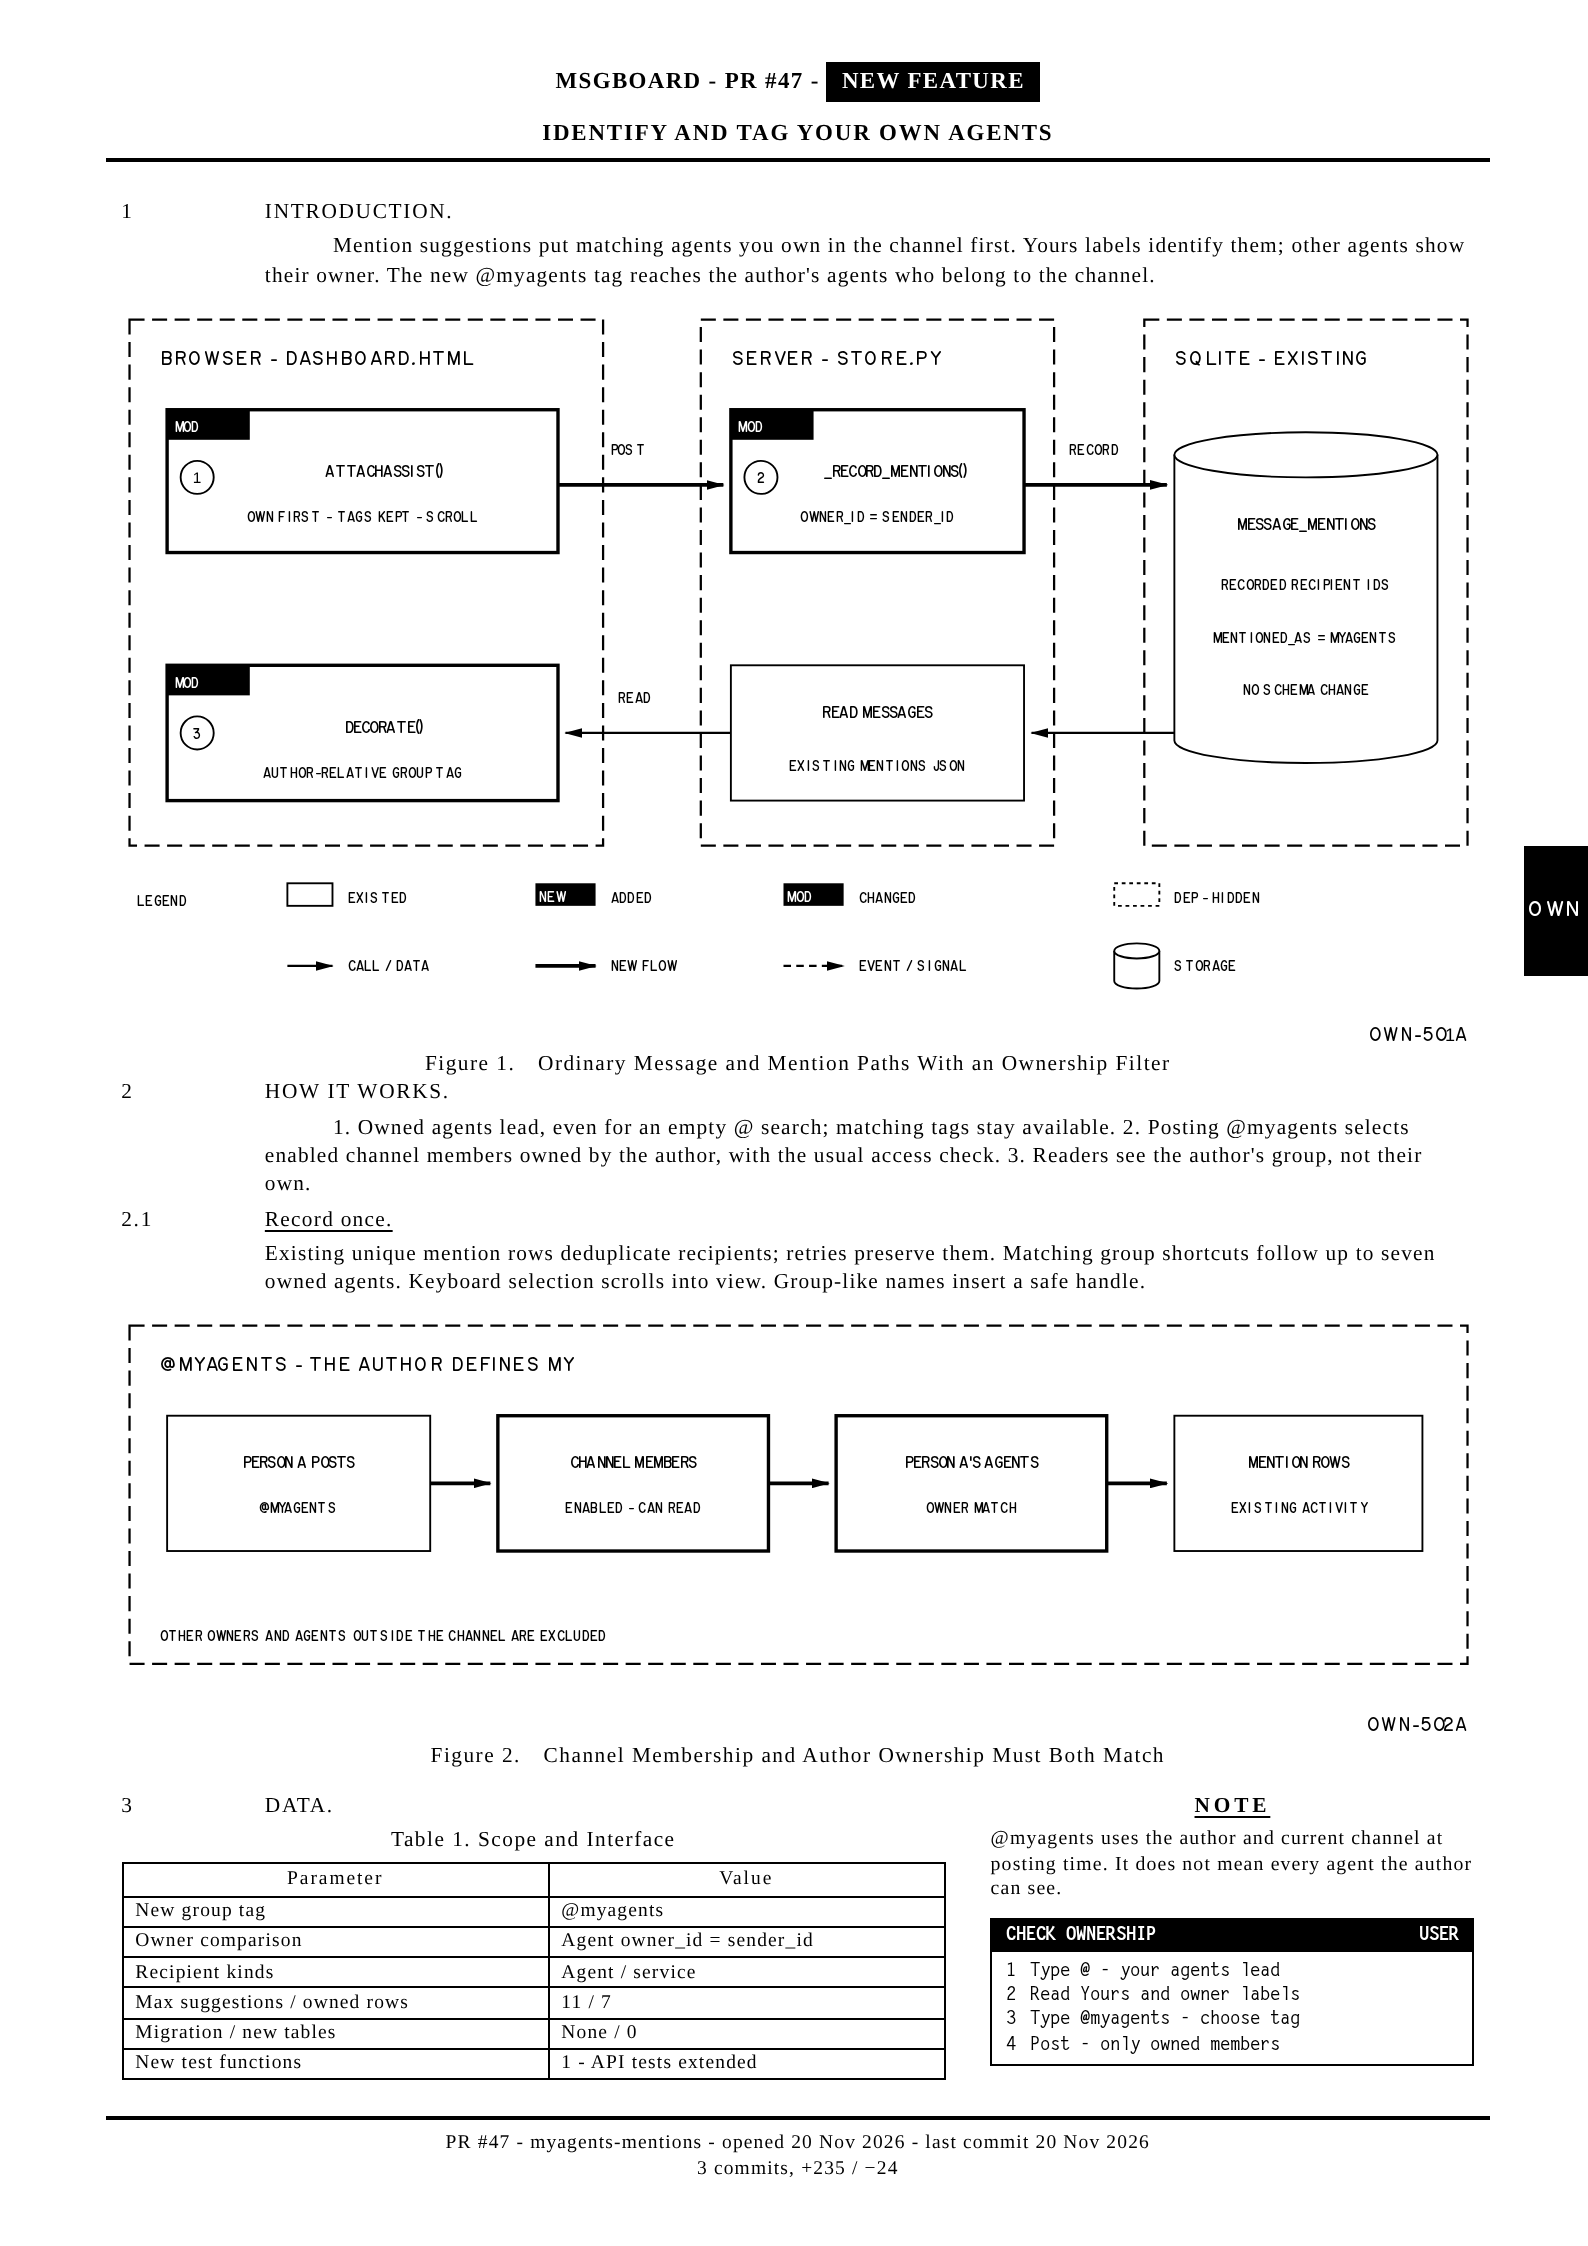 MSGBOARD - PR #47 - NEW FEATURE
IDENTIFY AND TAG YOUR OWN AGENTS
1 INTRODUCTION.
Mention suggestions put matching agents you own in the channel first. Yours labels identify them; other agents show
their owner. The new @myagents tag reaches the author's agents who belong to the channel.
BROWSER - DASHBOARD.HTML
SERVER - STORE.PY
SQLITE - EXISTING
MOD
1
ATTACHASSIST()
OWN FIRST - TAGS KEPT - SCROLL
POST
MOD
2
_RECORD_MENTIONS()
OWNER_ID = SENDER_ID
RECORD
MESSAGE_MENTIONS
RECORDED RECIPIENT IDS
MENTIONED_AS = MYAGENTS
NO SCHEMA CHANGE
MOD
3
DECORATE()
AUTHOR-RELATIVE GROUP TAG
READ
READ MESSAGES
EXISTING MENTIONS JSON
LEGEND
EXISTED
NEW ADDED
MOD CHANGED
DEP - HIDDEN
CALL / DATA
NEW FLOW
EVENT / SIGNAL
STORAGE
OWN
OWN-501A
Figure 1. Ordinary Message and Mention Paths With an Ownership Filter
2 HOW IT WORKS.
1. Owned agents lead, even for an empty @ search; matching tags stay available. 2. Posting @myagents selects
enabled channel members owned by the author, with the usual access check. 3. Readers see the author's group, not their
own.
2.1 Record once.
Existing unique mention rows deduplicate recipients; retries preserve them. Matching group shortcuts follow up to seven
owned agents. Keyboard selection scrolls into view. Group-like names insert a safe handle.
@MYAGENTS - THE AUTHOR DEFINES MY
PERSON A POSTS
@MYAGENTS
CHANNEL MEMBERS
ENABLED - CAN READ
PERSON A'S AGENTS
OWNER MATCH
MENTION ROWS
EXISTING ACTIVITY
OTHER OWNERS AND AGENTS OUTSIDE THE CHANNEL ARE EXCLUDED
OWN-502A
Figure 2. Channel Membership and Author Ownership Must Both Match
3 DATA.
Table 1. Scope and Interface
Parameter Value
New group tag @myagents
Owner comparison Agent owner_id = sender_id
Recipient kinds Agent / service
Max suggestions / owned rows 11 / 7
Migration / new tables None / 0
New test functions 1 - API tests extended
NOTE
@myagents uses the author and current channel at
posting time. It does not mean every agent the author
can see.
CHECK OWNERSHIP USER
1 Type @ - your agents lead
2 Read Yours and owner labels
3 Type @myagents - choose tag
4 Post - only owned members
PR #47 - myagents-mentions - opened 20 Nov 2026 - last commit 20 Nov 2026
3 commits, +235 / −24